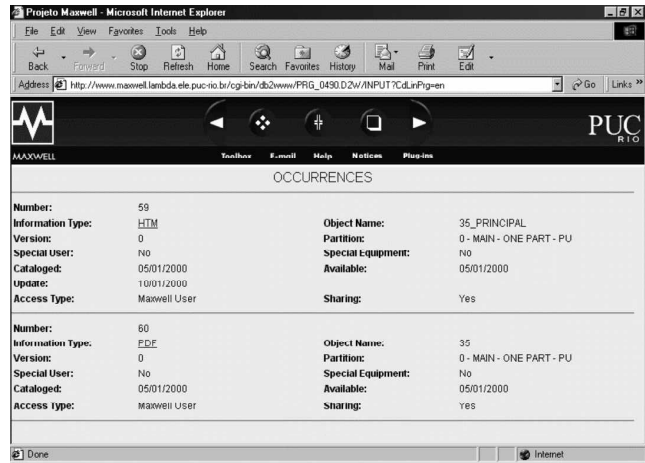 Projeto Maxwell - Microsoft Internet Explorer
File Edit View Favorites Tools Help
Back Forward Stop Refresh Home Search Favorites History Mail Print Edit
Address http://www.maxwell.lambda.ele.puc-rio.br/cgi-bin/db2www/PRG_0490.D2W/INPUT?CdLinPrg=en Go Links »
PUC
RIO
MAXWELL Toolbox E-mail Help Notices Plug-ins
OCCURRENCES
Number: 59
Information Type: HTM Object Name: 35_PRINCIPAL
Version: 0 Partition: 0 - MAIN - ONE PART - PU
Special User: No Special Equipment: No
Cataloged: 05/01/2000 Available: 05/01/2000
Update: 10/01/2000
Access Type: Maxwell User Sharing: Yes
Number: 60
Information Type: PDF Object Name: 35
Version: 0 Partition: 0 - MAIN - ONE PART - PU
Special User: No Special Equipment: No
Cataloged: 05/01/2000 Available: 05/01/2000
Access Type: Maxwell User Sharing: Yes
Done Internet